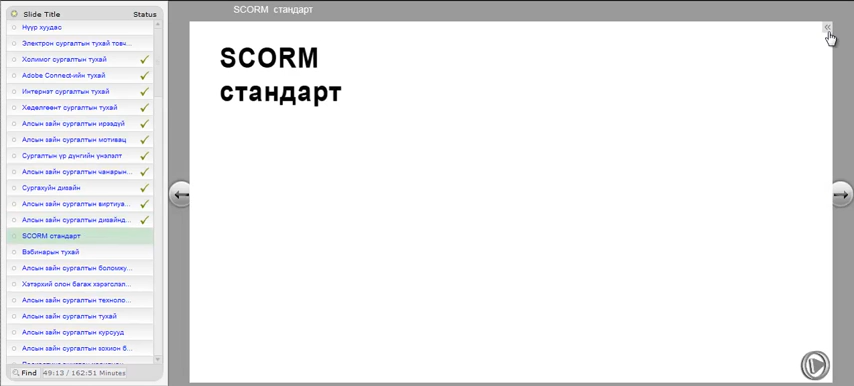 SCORM стандарт
Slide Title Status
Нүүр хуудас
Электрон сургалтын тухай товч...
Холимог сургалтын тухай
Adobe Connect-ийн тухай
Интернэт сургалтын тухай
Хөдөлгөөнт сургалтын тухай
Алсын зайн сургалтын ирээдүй
Алсын зайн сургалтын мотивац
Сургалтын үр дүнгийн үнэлэлт
Алсын зайн сургалтын чанарын...
Сургахуйн дизайн
Алсын зайн сургалтын виртуа...
Алсын зайн сургалтын дизайнд...
SCORM стандарт
Вэбинарын тухай
Алсын зайн сургалтын боломжу...
Хэтэрхий олон багаж хэрэгслэл...
Алсын зайн сургалтын техноло...
Алсын зайн сургалтын тухай
Алсын зайн сургалтын курсууд
Алсын зайн сургалтын зохион б...
Find 49:13 / 162:51 Minutes
SCORM
стандарт